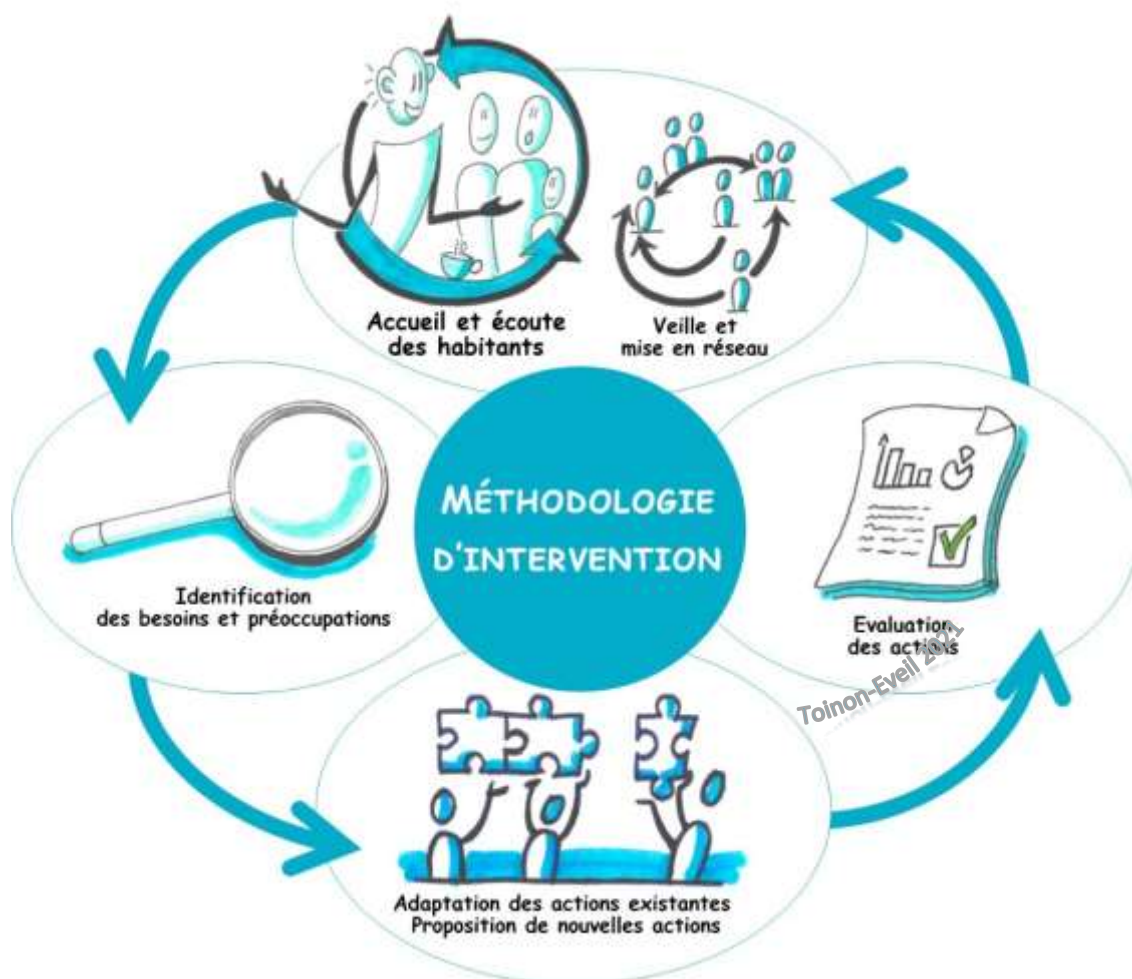 Accueil et écoute
des habitants
Veille et
mise en réseau
MÉTHODOLOGIE
D'INTERVENTION
Identification
des besoins et préoccupations
Evaluation
des actions
Toinon-Eveil 2021
Adaptation des actions existantes
Proposition de nouvelles actions